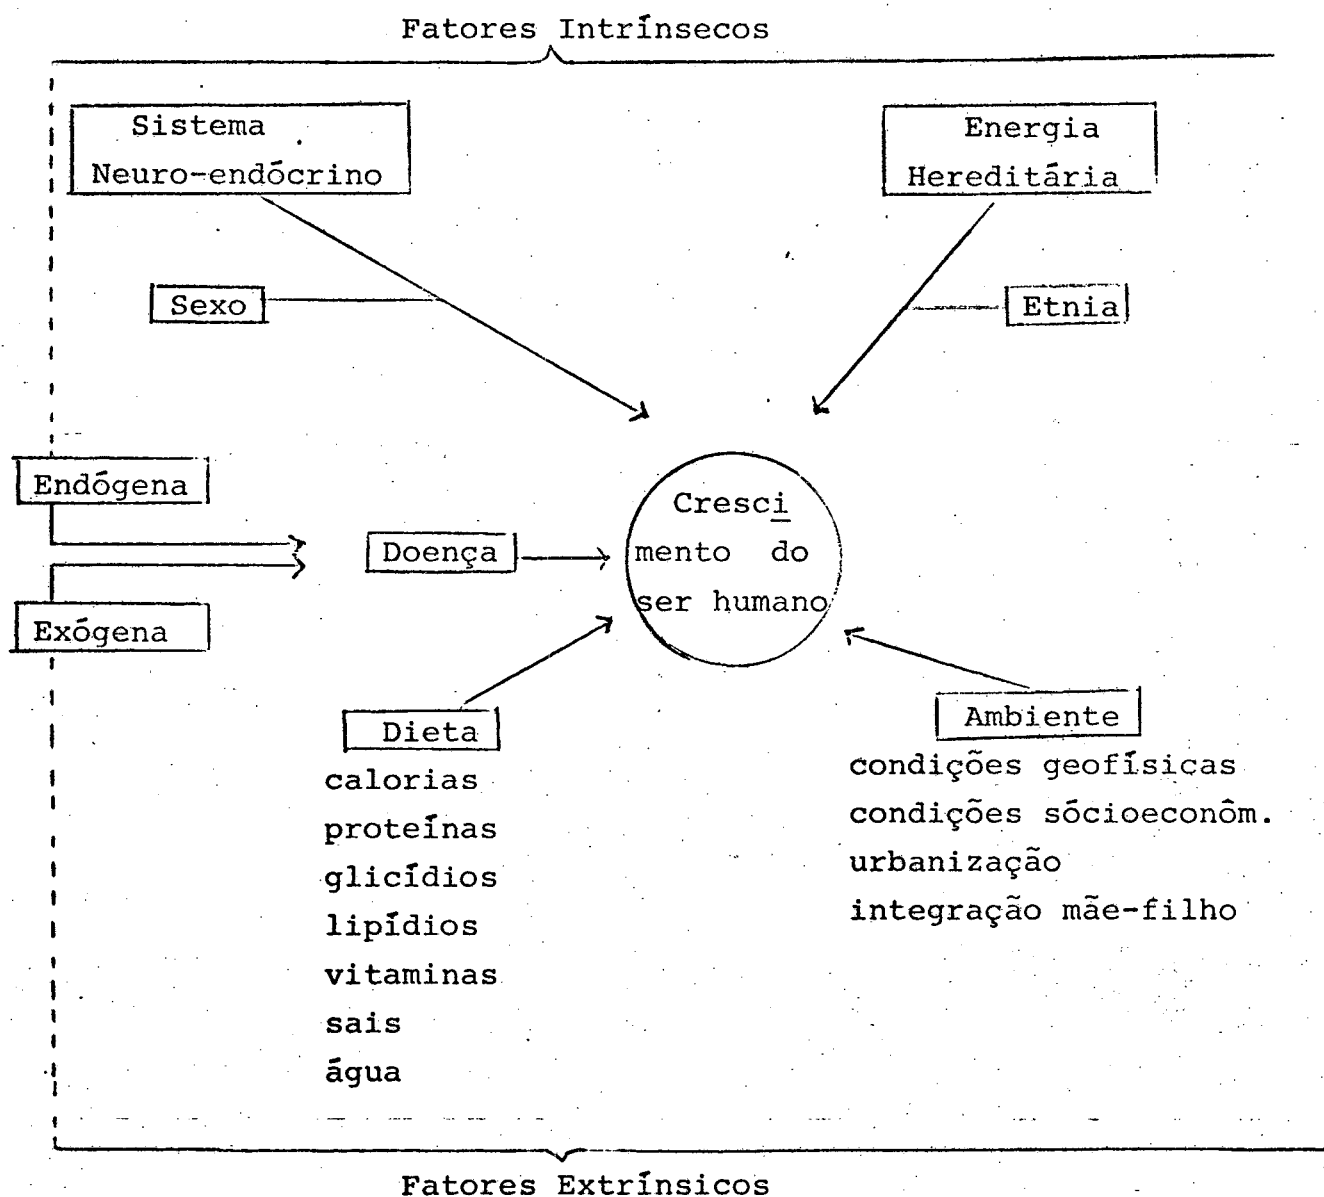 Fatores Intrínsecos
Sistema
Neuro-endócrino
Energia
Hereditária
Sexo
Etnia
Endógena
Exógena
Doença
Cresci
mento do
ser humano
Dieta
calorias
proteínas
glicídios
lipídios
vitaminas
sais
água
Ambiente
condições geofísicas
condições sócioeconôm.
urbanização
integração mãe-filho
Fatores Extrínsicos